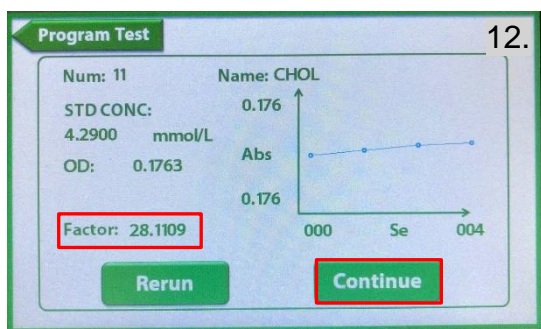 Program Test
12.
Num: 11
Name: CHOL
STD CONC:
4.2900 mmol/L
OD: 0.1763
Factor: 28.1109
0.176
Abs
0.176
000 Se 004
Rerun
Continue